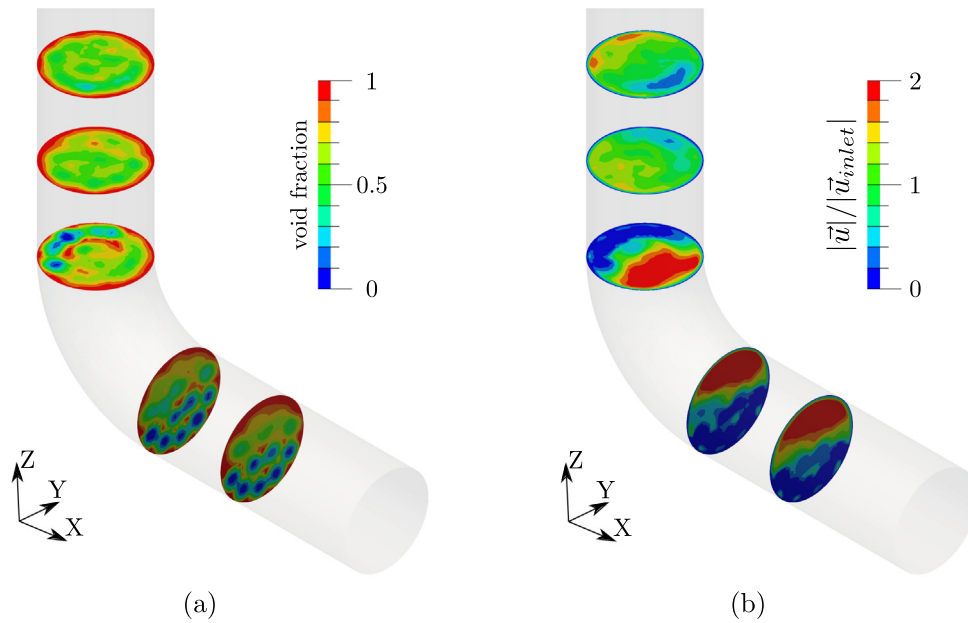 void fraction
1
0.5
0
Z
Y
X
(a)
|u⃗|/|u⃗_{inlet}|
2
1
0
Z
Y
X
(b)